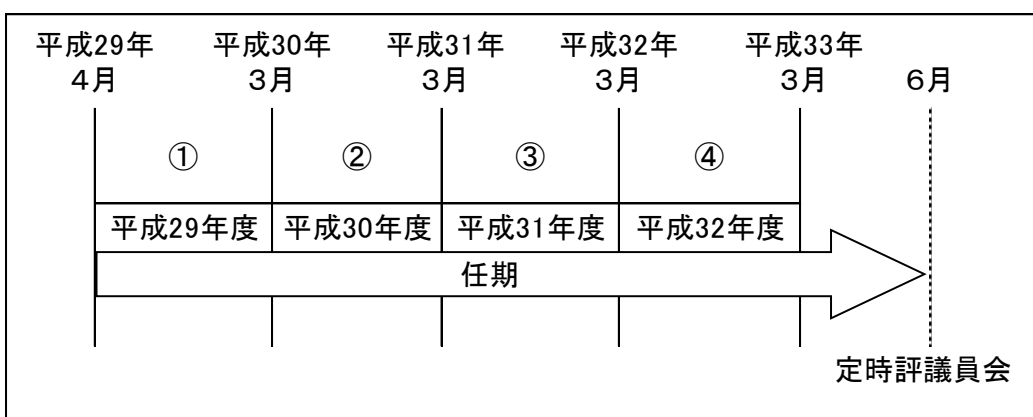 平成29年 平成30年 平成31年 平成32年 平成33年
４月 ３月 ３月 ３月 ３月 ６月
① ② ③ ④
平成29年度 平成30年度 平成31年度 平成32年度
任期
定時評議員会